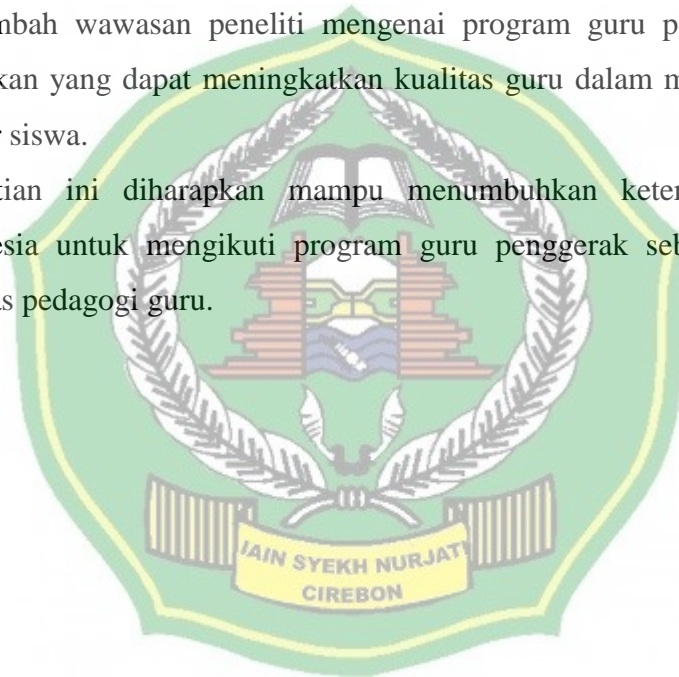 mbah wawasan peneliti mengenai program guru p
kan yang dapat meningkatkan kualitas guru dalam m
siswa.
tian ini diharapkan mampu menumbuhkan keter
esia untuk mengikuti program guru penggerak seb
as pedagogi guru.
IAIN SYEKH NURJATI
CIREBON